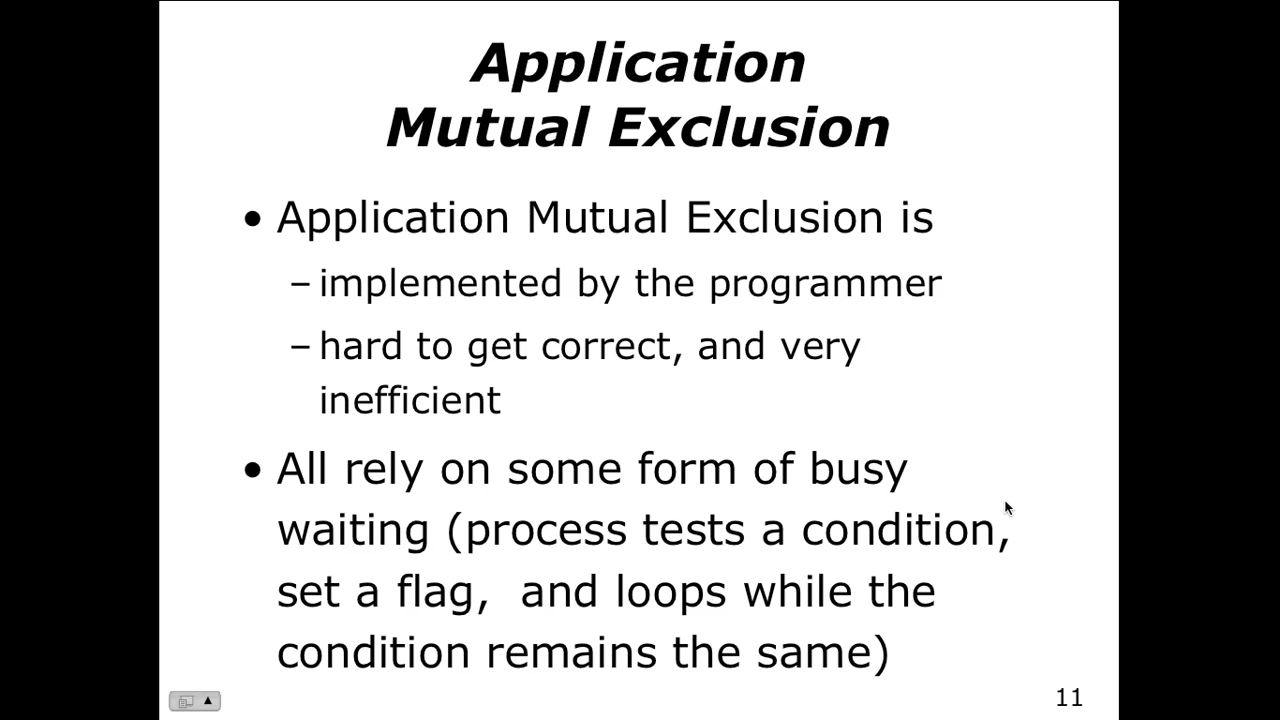 Application
Mutual Exclusion
• Application Mutual Exclusion is
– implemented by the programmer
– hard to get correct, and very
inefficient
• All rely on some form of busy
waiting (process tests a condition,
set a flag,  and loops while the
condition remains the same)
11